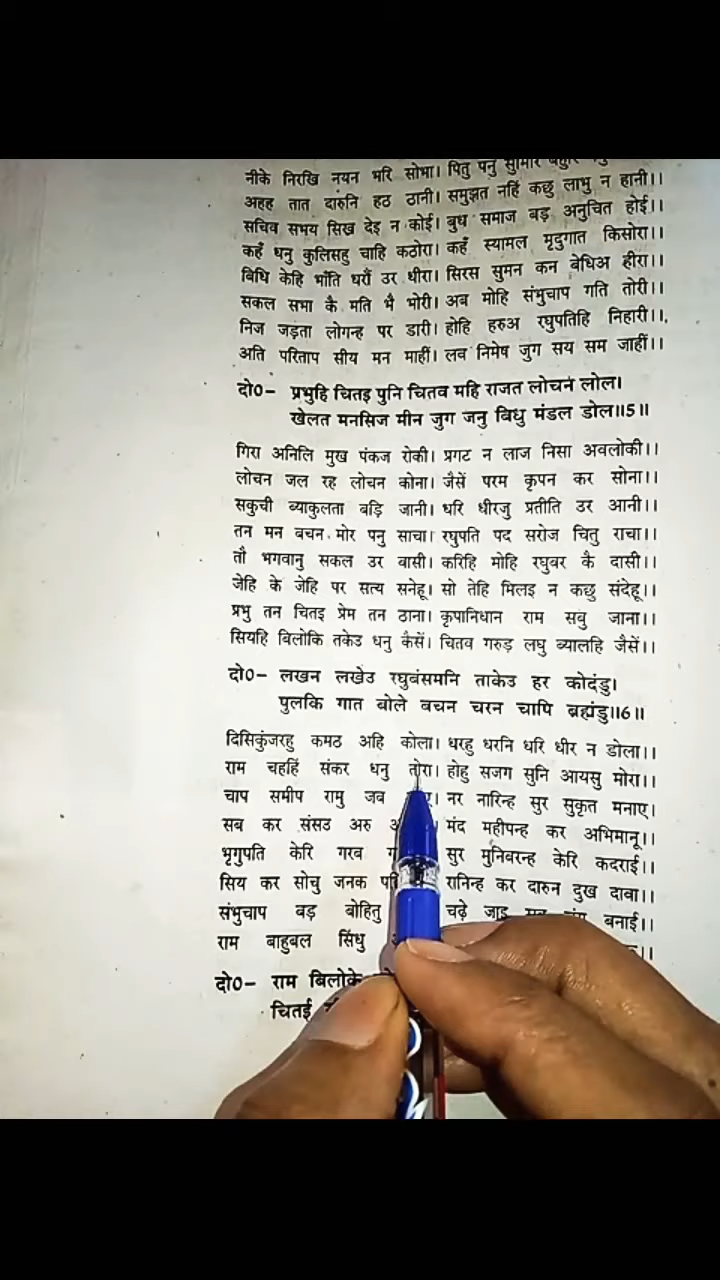 नीके निरखि नयन भरि सोभा। पितु पनु सुमिरि
अहह तात दारुनि हठ ठानी। समुझत नहिं कछु लाभु न हानी।।
सचिव सभय सिख देइ न कोई। बुध समाज बड़ अनुचित होई।।
कहँ धनु कुलिसहु चाहि कठोरा। कहँ स्यामल मृदुगात किसोरा।।
बिधि केहि भाँति धरौं उर धीरा। सिरस सुमन कन बेधिअ हीरा।।
सकल सभा कै मति भै भोरी। अब मोहि संभुचाप गति तोरी।।
निज जड़ता लोगन्ह पर डारी। होहि हरुअ रघुपतिहि निहारी।।
अति परिताप सीय मन माहीं। लव निमेष जुग सय सम जाहीं।।
दो0– प्रभुहि चितइ पुनि चितव महि राजत लोचन लोल।
खेलत मनसिज मीन जुग जनु बिधु मंडल डोल॥5॥
गिरा अनिलि मुख पंकज रोकी। प्रगट न लाज निसा अवलोकी।।
लोचन जल रह लोचन कोना। जैसें परम कृपन कर सोना।।
सकुची ब्याकुलता बड़ि जानी। धरि धीरजु प्रतीति उर आनी।।
तन मन बचन मोर पनु साचा। रघुपति पद सरोज चितु राचा।।
तौ भगवानु सकल उर वासी। करिहि मोहि रघुबर कै दासी।।
जेहि के जेहि पर सत्य सनेहू। सो तेहि मिलइ न कछु संदेहू।।
प्रभु तन चितइ प्रेम तन ठाना। कृपानिधान राम सबु जाना।।
सियहि बिलोकि तकेउ धनु कैसें। चितव गरुड़ लघु ब्यालहि जैसें।।
दो0– लखन लखेउ रघुबंसमनि ताकेउ हर कोदंडु।
पुलकि गात बोले बचन चरन चापि ब्रह्मंडु॥6॥
दिसिकुंजरहु कमठ अहि कोला। धरहु धरनि धरि धीर न डोला।।
राम चहहिं संकर धनु तोरा। होहु सजग सुनि आयसु मोरा।।
चाप समीप रामु जब नर नारिन्ह सुर सुकृत मनाए।
सब कर संसउ अरु मंद महीपन्ह कर अभिमानू।।
भृगुपति केरि गरब सुर मुनिबरन्ह केरि कदराई।।
सिय कर सोचु जनक रानिन्ह कर दारुन दुख दावा।।
संभुचाप बड़ बोहितु चढ़े जाइ बनाई।।
राम बाहुबल सिंधु
दो0– राम बिलोके
चितई